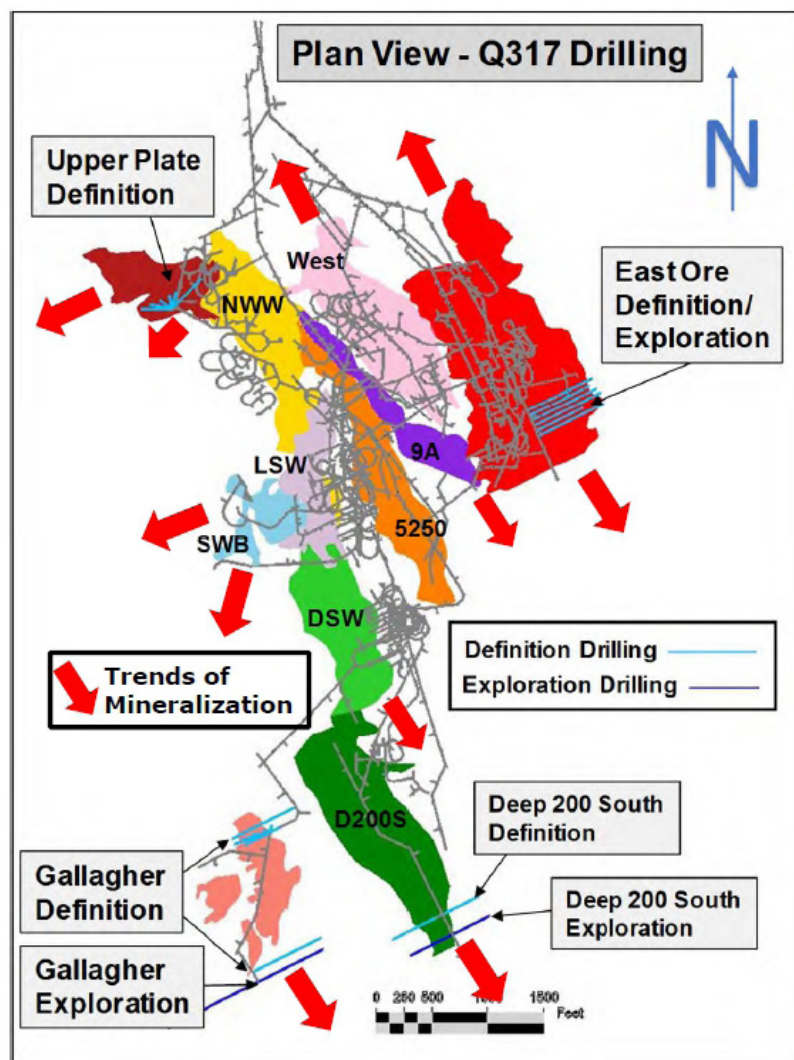 Plan View - Q317 Drilling
N
Upper Plate
Definition
West
NWW
East Ore
Definition/
Exploration
9A
LSW
5250
SWB
DSW
Definition Drilling
Exploration Drilling
Trends of
Mineralization
D200S
Deep 200 South
Definition
Deep 200 South
Exploration
Gallagher
Definition
Gallagher
Exploration
0 250 500 1500
Feet